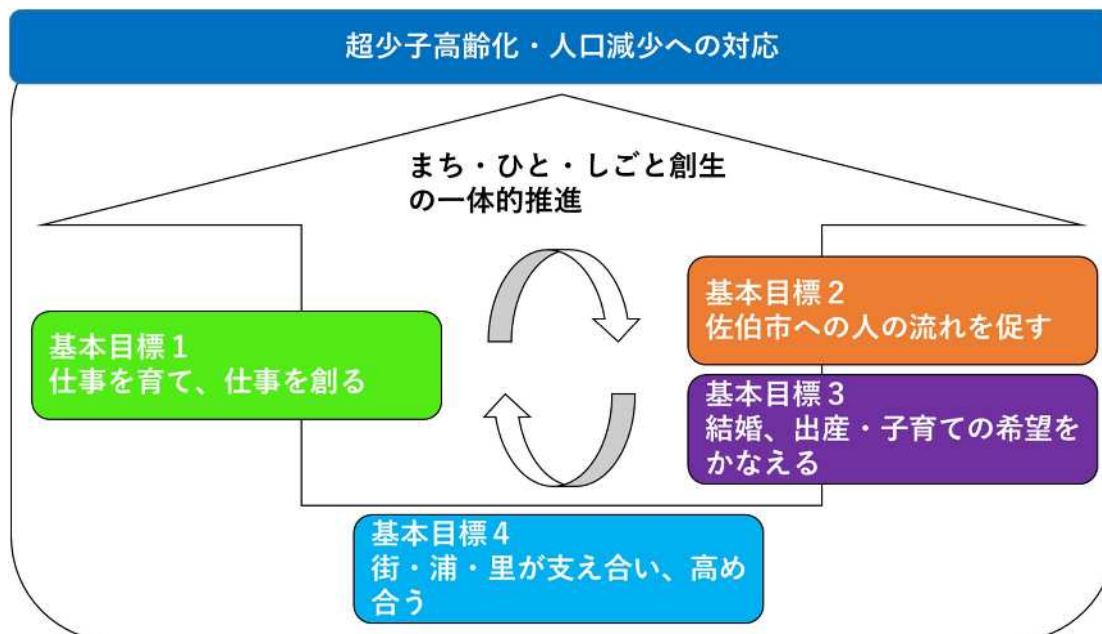 超少子高齢化・人口減少への対応
まち・ひと・しごと創生
の一体的推進
基本目標１
仕事を育て、仕事を創る
基本目標２
佐伯市への人の流れを促す
基本目標３
結婚、出産・子育ての希望を
かなえる
基本目標４
街・浦・里が支え合い、高め
合う